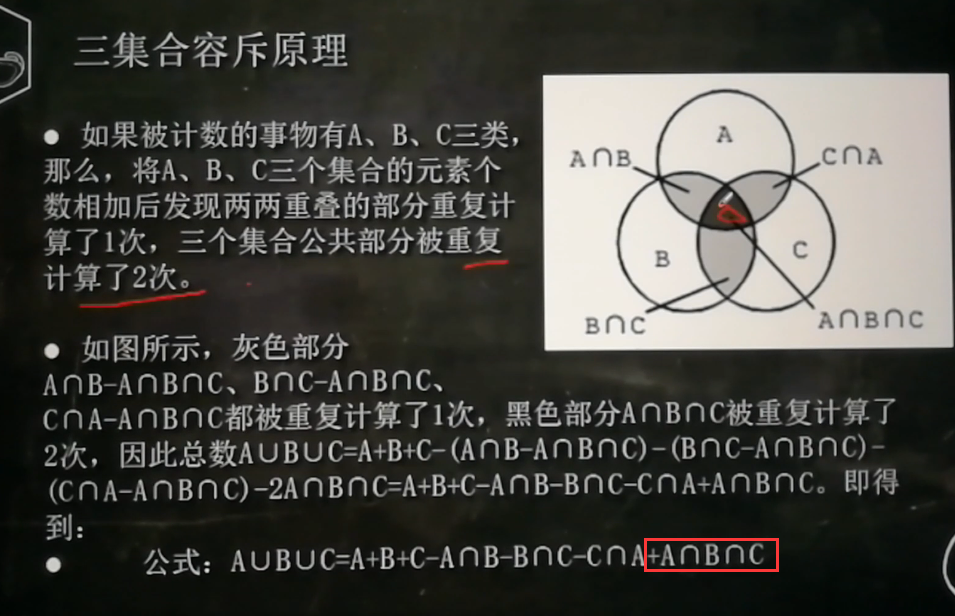 三集合容斥原理
● 如果被计数的事物有A、B、C三类，
那么，将A、B、C三个集合的元素个
数相加后发现两两重叠的部分重复计
算了1次，三个集合公共部分被重复
计算了2次。
A
A∩B
C∩A
B
C
B∩C
A∩B∩C
● 如图所示，灰色部分
A∩B-A∩B∩C、B∩C-A∩B∩C、
C∩A-A∩B∩C都被重复计算了1次，黑色部分A∩B∩C被重复计算了
2次，因此总数A∪B∪C=A+B+C-(A∩B-A∩B∩C)-(B∩C-A∩B∩C)-
(C∩A-A∩B∩C)-2A∩B∩C=A+B+C-A∩B-B∩C-C∩A+A∩B∩C。即得
到：
● 公式：A∪B∪C=A+B+C-A∩B-B∩C-C∩A+A∩B∩C